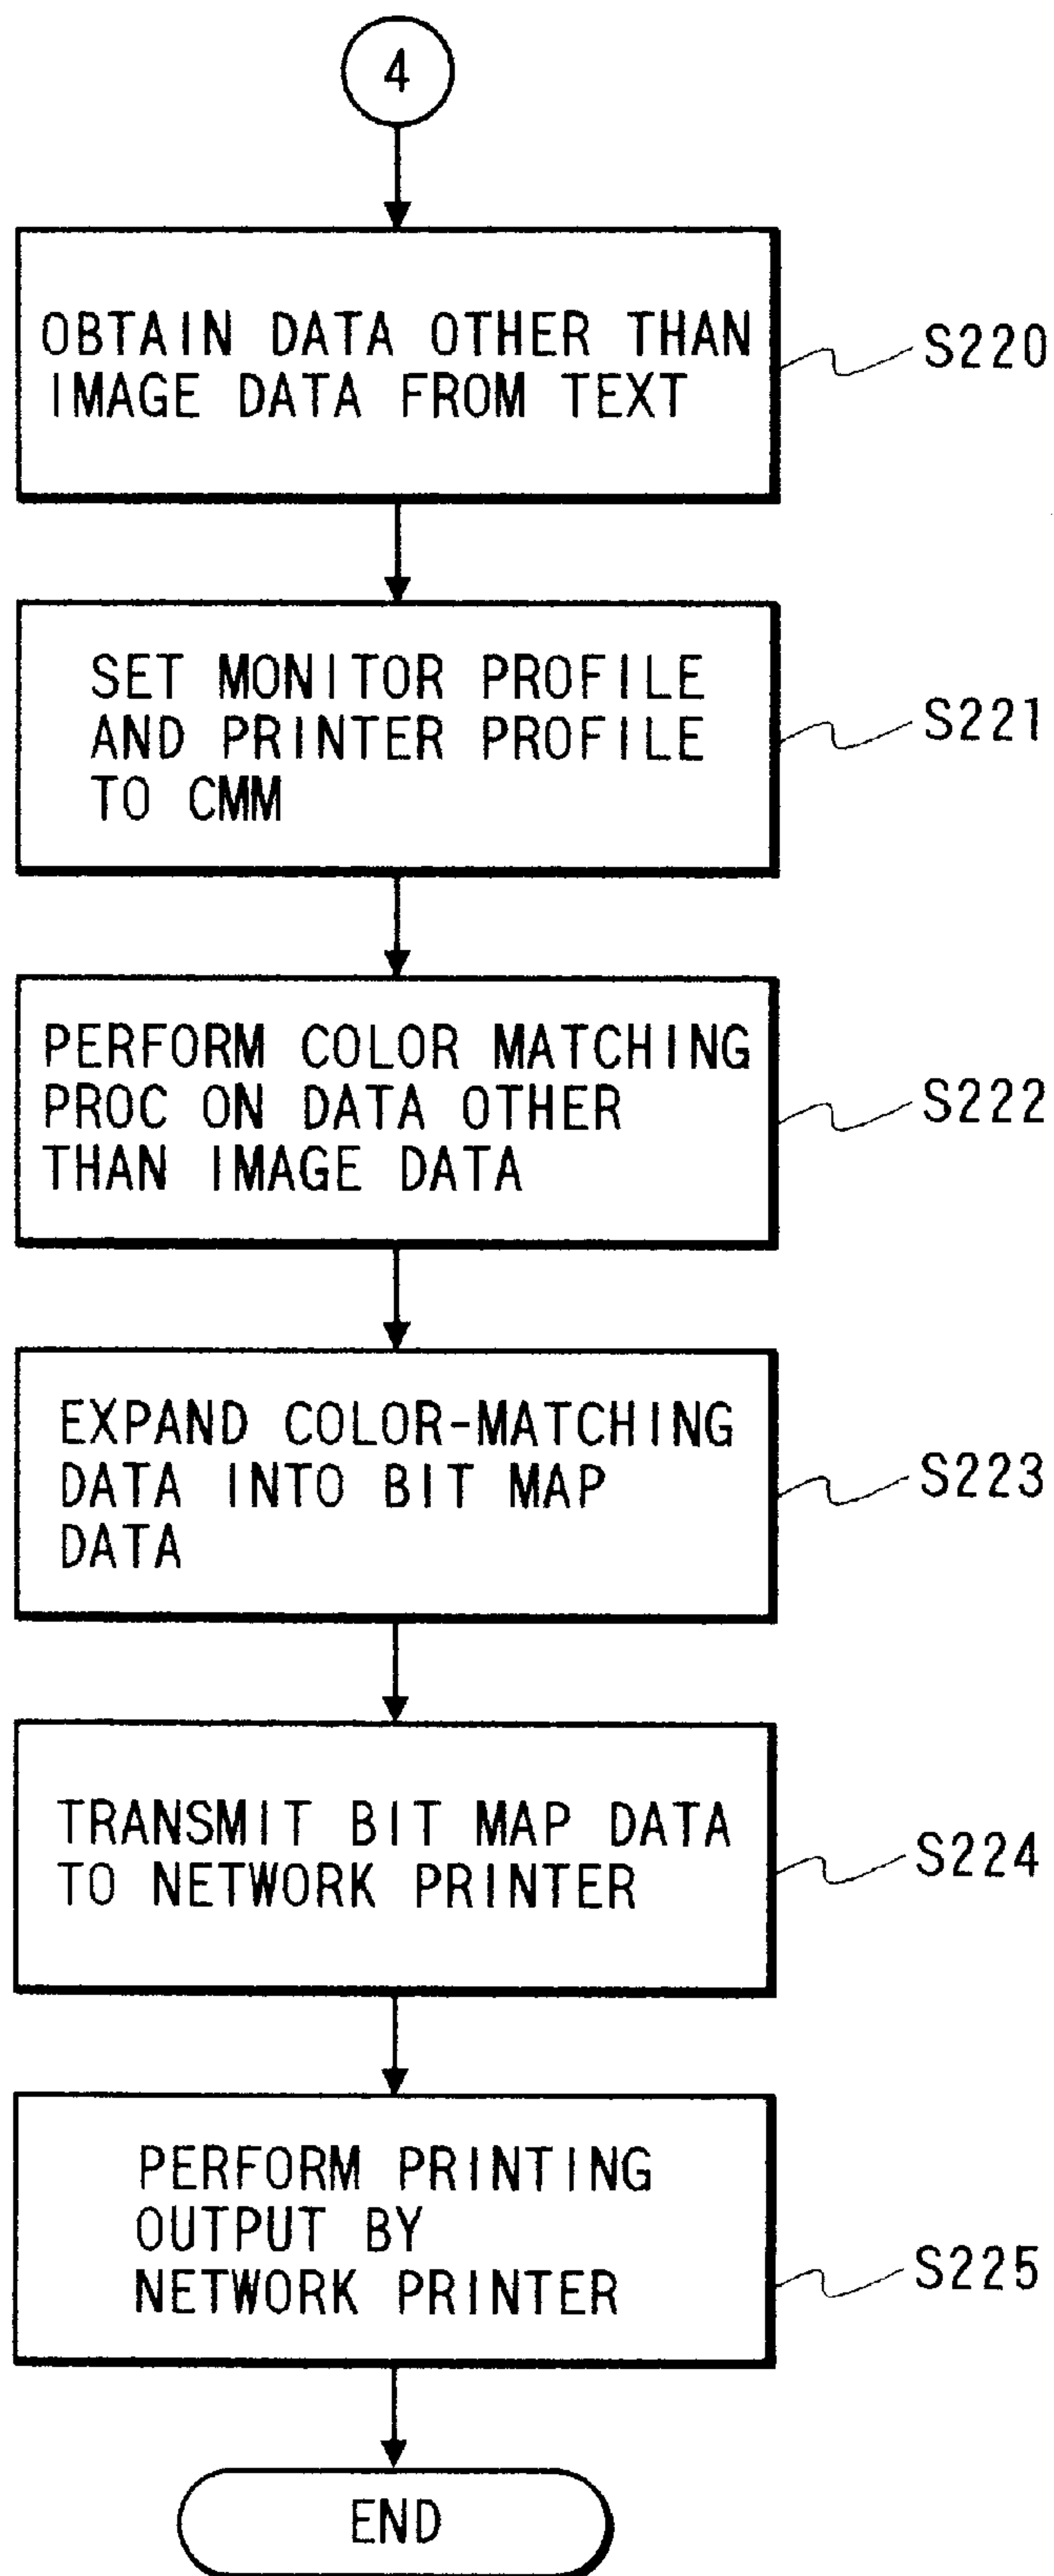 4
OBTAIN DATA OTHER THAN
IMAGE DATA FROM TEXT
S220
SET MONITOR PROFILE
AND PRINTER PROFILE
TO CMM
S221
PERFORM COLOR MATCHING
PROC ON DATA OTHER
THAN IMAGE DATA
S222
EXPAND COLOR-MATCHING
DATA INTO BIT MAP
DATA
S223
TRANSMIT BIT MAP DATA
TO NETWORK PRINTER
S224
PERFORM PRINTING
OUTPUT BY
NETWORK PRINTER
S225
END